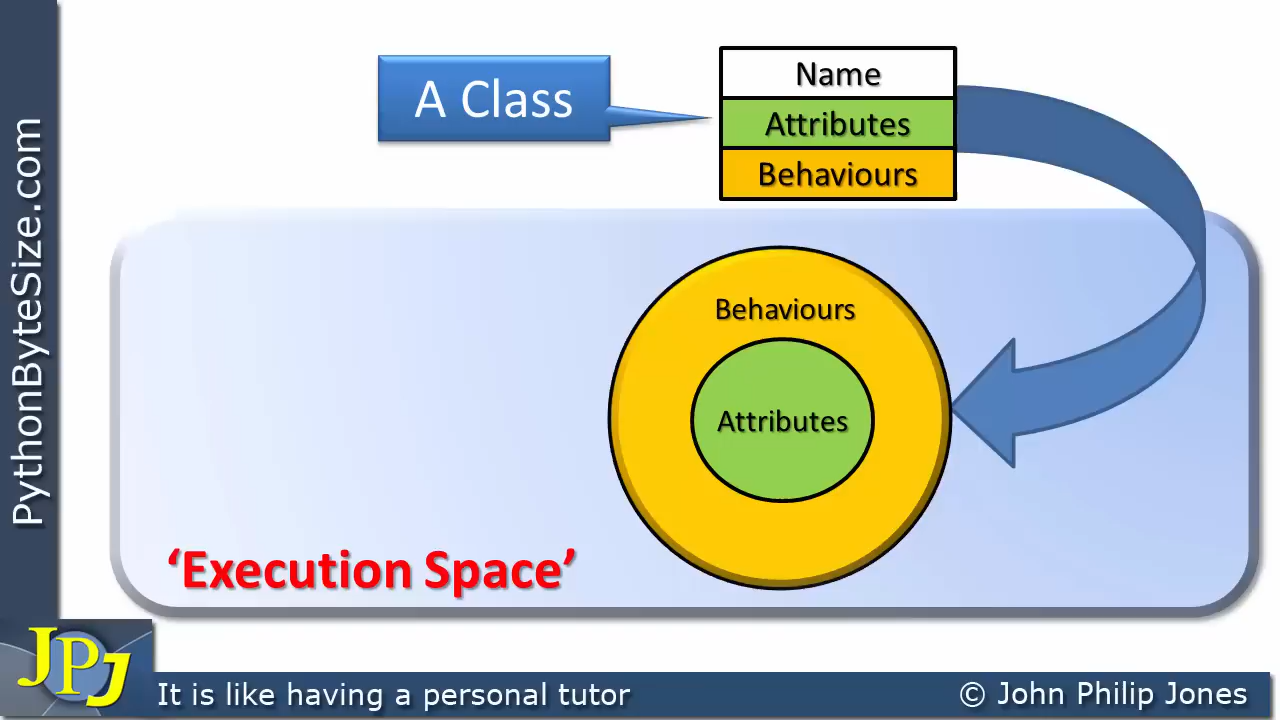 A Class
Name
Attributes
Behaviours
Behaviours
Attributes
‘Execution Space’
PythonByteSize.com
JPJ
It is like having a personal tutor
© John Philip Jones